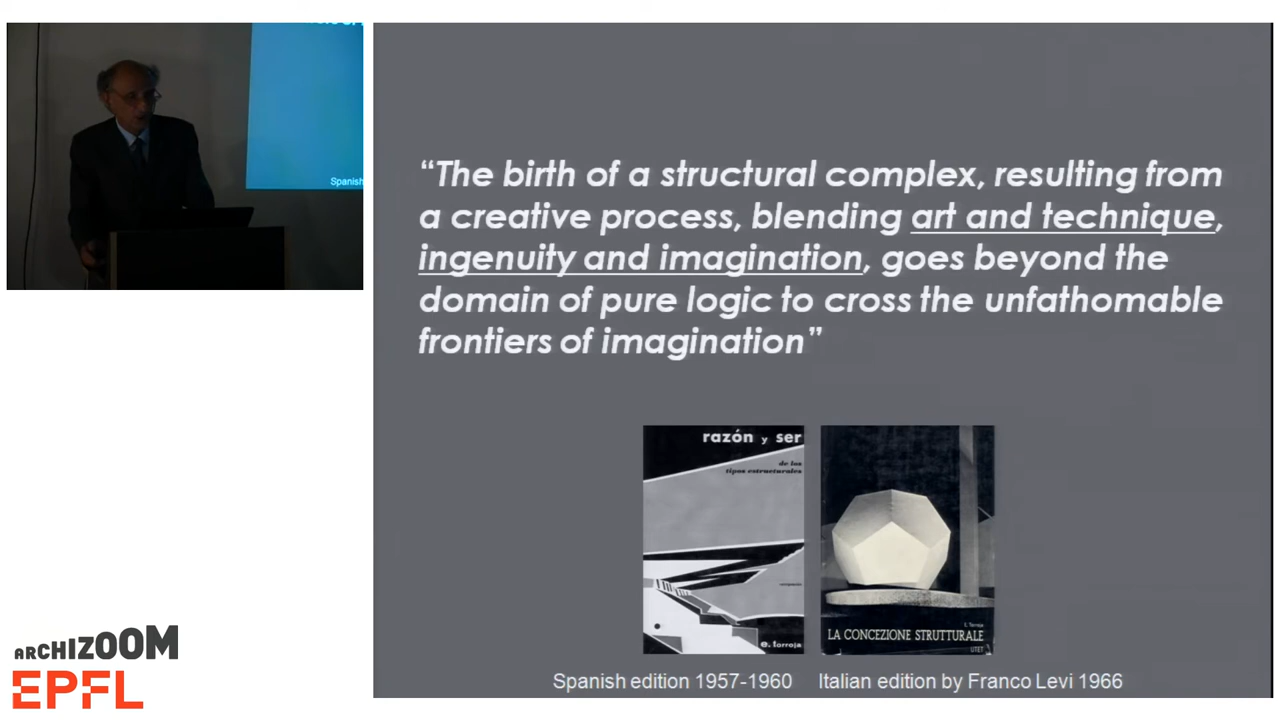 Spanish
“The birth of a structural complex, resulting from
a creative process, blending art and technique,
ingenuity and imagination, goes beyond the
domain of pure logic to cross the unfathomable
frontiers of imagination”
razón y ser
de los
tipos estructurales
e. torroja
E. Torroja
LA CONCEZIONE STRUTTURALE
UTET
Spanish edition 1957-1960
Italian edition by Franco Levi 1966
ARCHIZOOM
EPFL